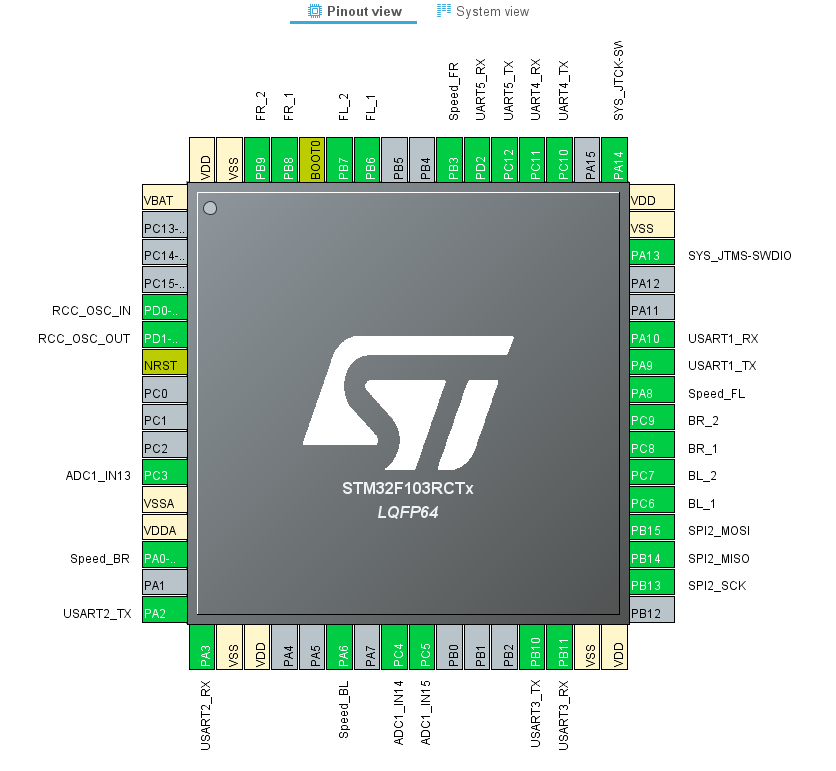 Pinout view
System view
FR_2
FR_1
FL_2
FL_1
Speed_FR
UART5_RX
UART5_TX
UART4_RX
UART4_TX
SYS_JTCK-SW
VDD
VSS
PB9
PB8
BOOT0
PB7
PB6
PB5
PB4
PB3
PD2
PC12
PC11
PC10
PA15
PA14
VBAT
PC13-..
PC14-..
PC15-..
RCC_OSC_IN PD0-..
RCC_OSC_OUT PD1-..
NRST
PC0
PC1
PC2
ADC1_IN13 PC3
VSSA
VDDA
Speed_BR PA0-..
PA1
USART2_TX PA2
ST
STM32F103RCTx
LQFP64
VDD
VSS
PA13 SYS_JTMS-SWDIO
PA12
PA11
PA10 USART1_RX
PA9 USART1_TX
PA8 Speed_FL
PC9 BR_2
PC8 BR_1
PC7 BL_2
PC6 BL_1
PB15 SPI2_MOSI
PB14 SPI2_MISO
PB13 SPI2_SCK
PB12
PA3
VSS
VDD
PA4
PA5
PA6
PA7
PC4
PC5
PB0
PB1
PB2
PB10
PB11
VSS
VDD
USART2_RX
Speed_BL
ADC1_IN14
ADC1_IN15
USART3_TX
USART3_RX